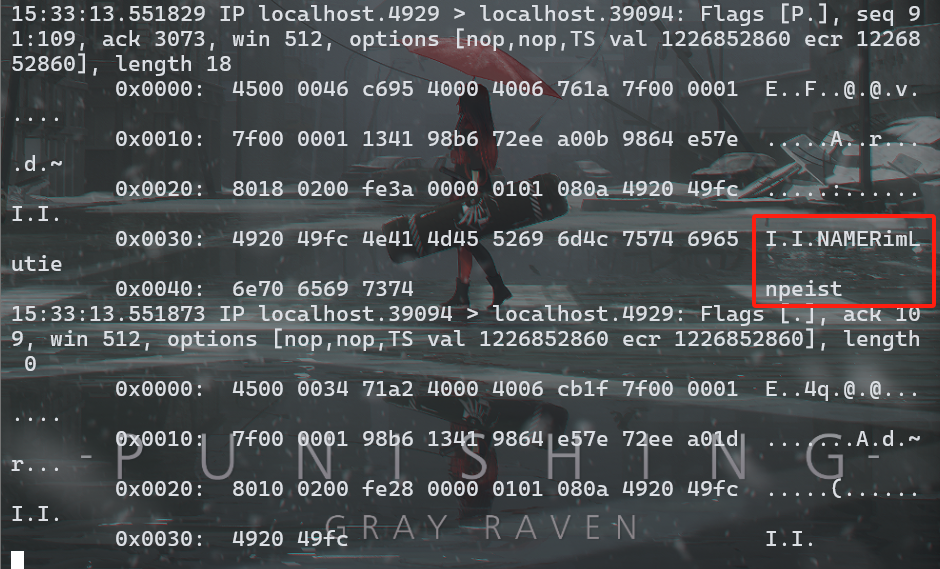 15:33:13.551829 IP localhost.4929 > localhost.39094: Flags [P.], seq 9
1:109, ack 3073, win 512, options [nop,nop,TS val 1226852860 ecr 12268
52860], length 18
0x0000:  4500 0046 c695 4000 4006 761a 7f00 0001  E..F..@.@.v.
....
0x0010:  7f00 0001 1341 98b6 72ee a00b 9864 e57e  .....A..r...
.d.~
0x0020:  8018 0200 fe3a 0000 0101 080a 4920 49fc  .....:......
I.I.
0x0030:  4920 49fc 4e41 4d45 5269 6d4c 7574 6965  I.I.NAMERimL
utie
0x0040:  6e70 6569 7374  npeist
15:33:13.551873 IP localhost.39094 > localhost.4929: Flags [.], ack 10
9, win 512, options [nop,nop,TS val 1226852860 ecr 1226852860], length
0
0x0000:  4500 0034 71a2 4000 4006 cb1f 7f00 0001  E..4q.@.@...
....
0x0010:  7f00 0001 98b6 1341 9864 e57e 72ee a01d  .......A.d.~
r...
-PUNISHING-
0x0020:  8010 0200 fe28 0000 0101 080a 4920 49fc  .....(......
I.I.
GRAY RAVEN
0x0030:  4920 49fc  I.I.